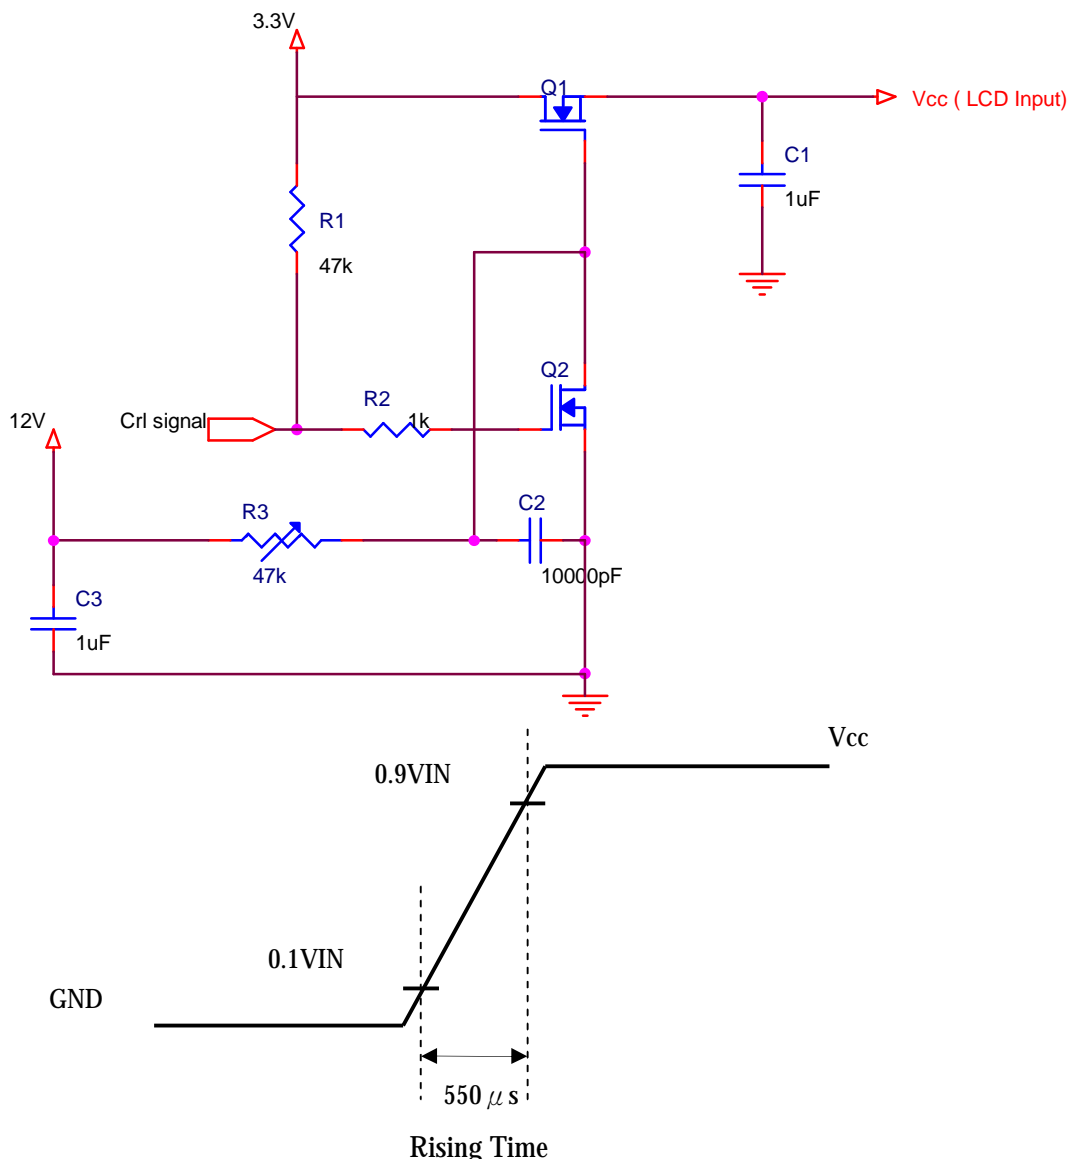 3.3V
Q1
Vcc ( LCD Input)
C1
1uF
R1
47k
Q2
R2
1k
12V
Crl signal
R3
47k
C2
10000pF
C3
1uF
Vcc
0.9VIN
0.1VIN
GND
550 μ s
Rising Time